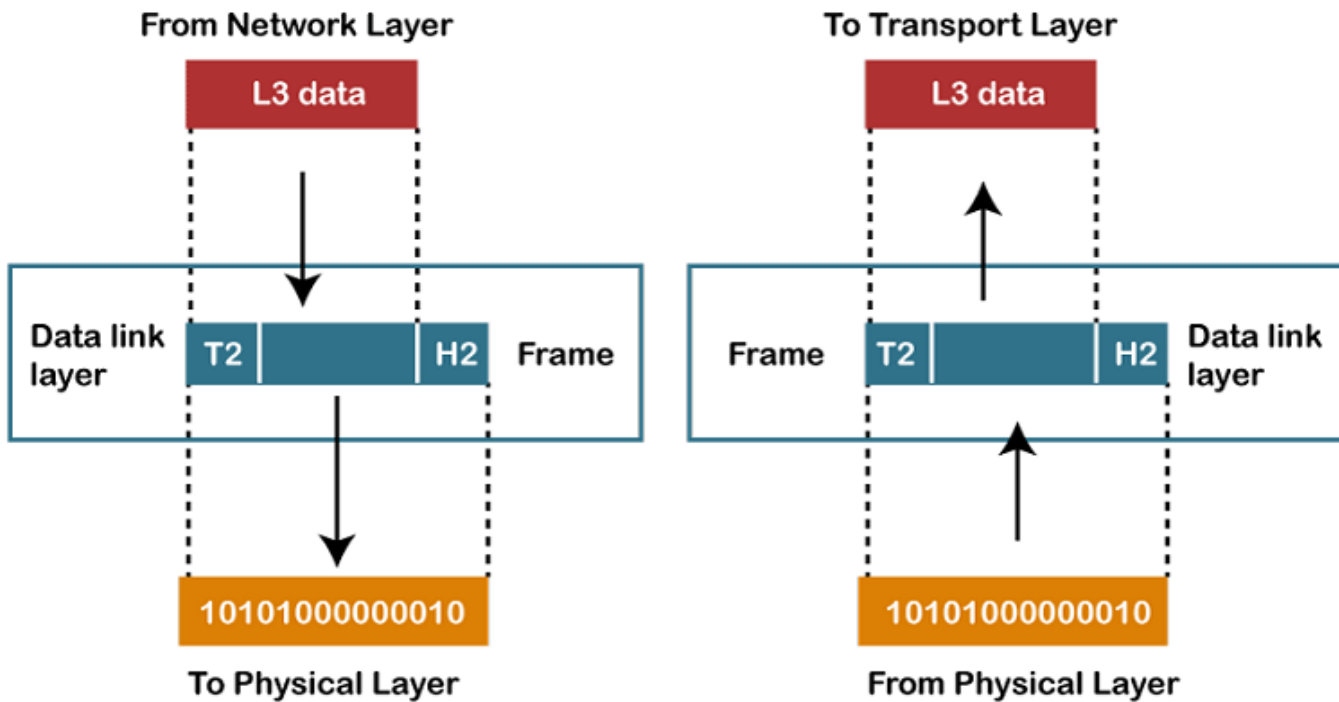 From Network Layer
L3 data
Data link
layer
T2
H2
Frame
10101000000010
To Physical Layer
To Transport Layer
L3 data
Frame
T2
H2
Data link
layer
10101000000010
From Physical Layer